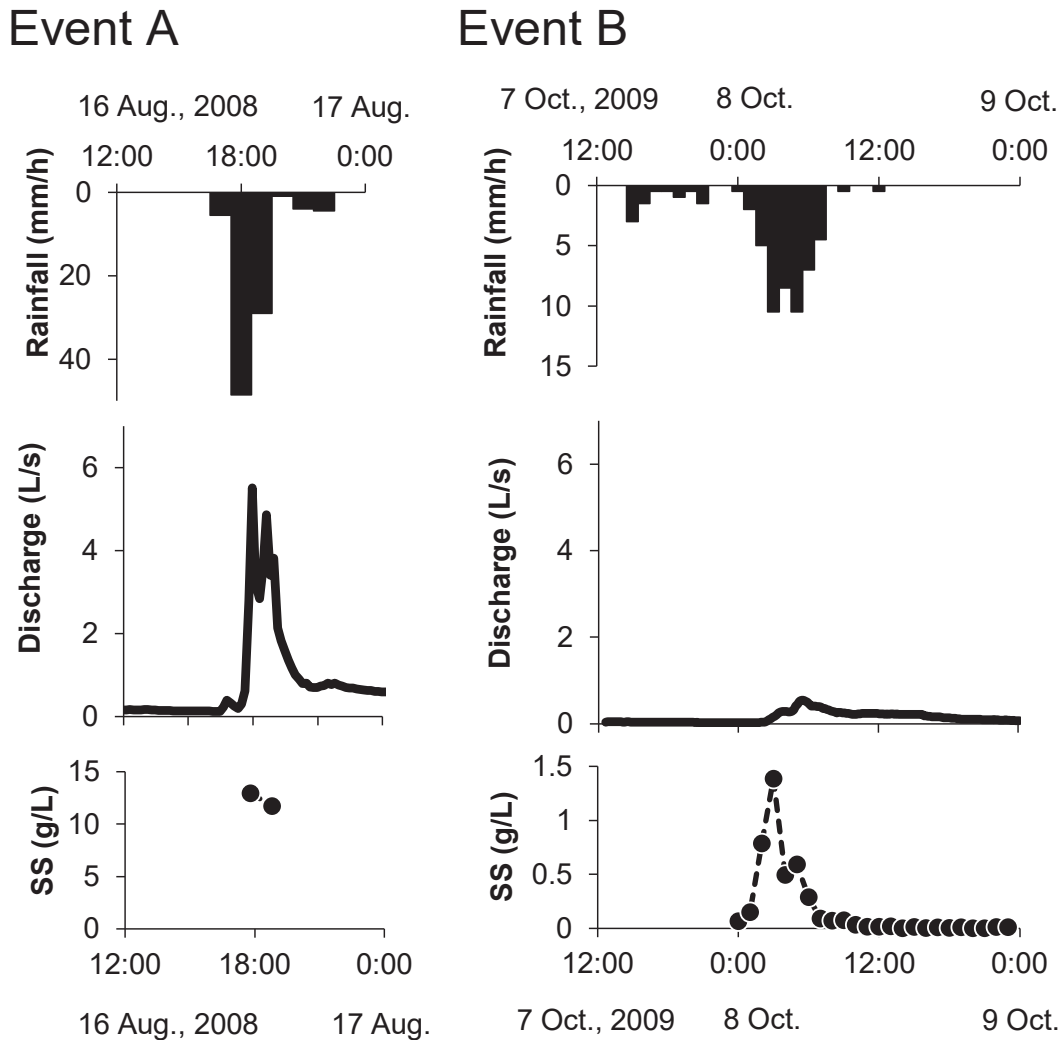 Event A
Event B
16 Aug., 2008 17 Aug.
7 Oct., 2009 8 Oct. 9 Oct.
12:00 18:00 0:00
12:00 0:00 12:00 0:00
Rainfall (mm/h)
0
20
40
Rainfall (mm/h)
0
5
10
15
Discharge (L/s)
6
4
2
0
Discharge (L/s)
6
4
2
0
SS (g/L)
15
10
5
0
SS (g/L)
1.5
1
0.5
0
12:00 18:00 0:00
12:00 0:00 12:00 0:00
16 Aug., 2008 17 Aug.
7 Oct., 2009 8 Oct. 9 Oct.